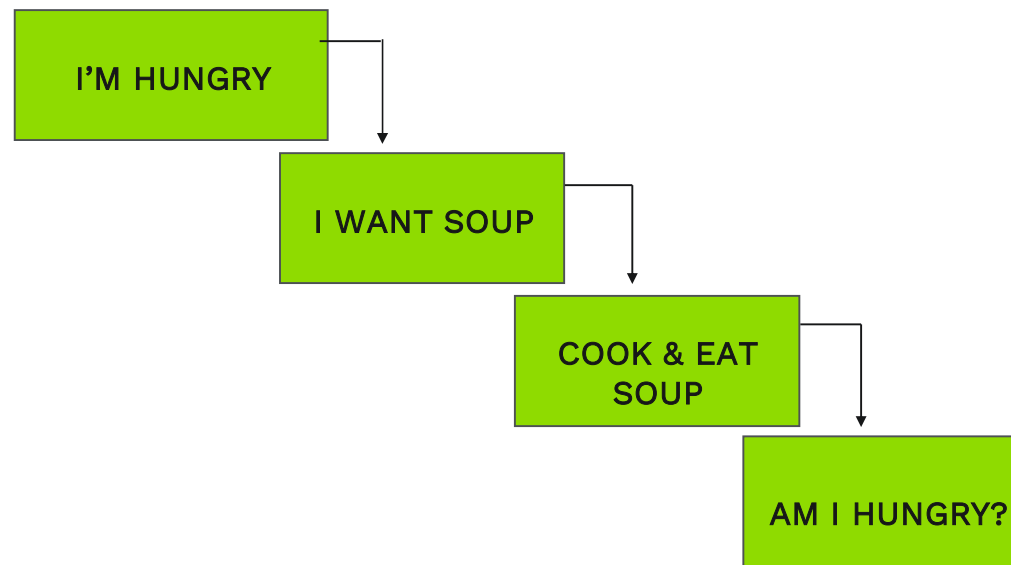 I’M HUNGRY
I WANT SOUP
COOK & EAT
SOUP
AM I HUNGRY?